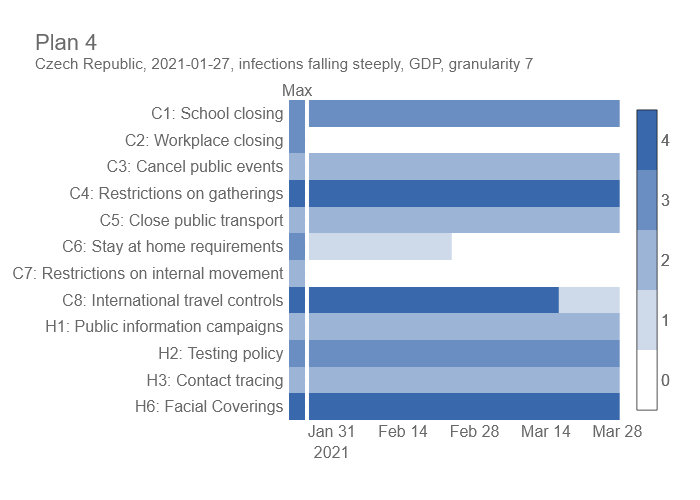 Plan 4
Czech Republic, 2021-01-27, infections falling steeply, GDP, granularity 7
Max
C1: School closing
C2: Workplace closing
C3: Cancel public events
C4: Restrictions on gatherings
C5: Close public transport
C6: Stay at home requirements
C7: Restrictions on internal movement
C8: International travel controls
H1: Public information campaigns
H2: Testing policy
H3: Contact tracing
H6: Facial Coverings
4
3
2
1
0
Jan 31 Feb 14 Feb 28 Mar 14 Mar 28
2021